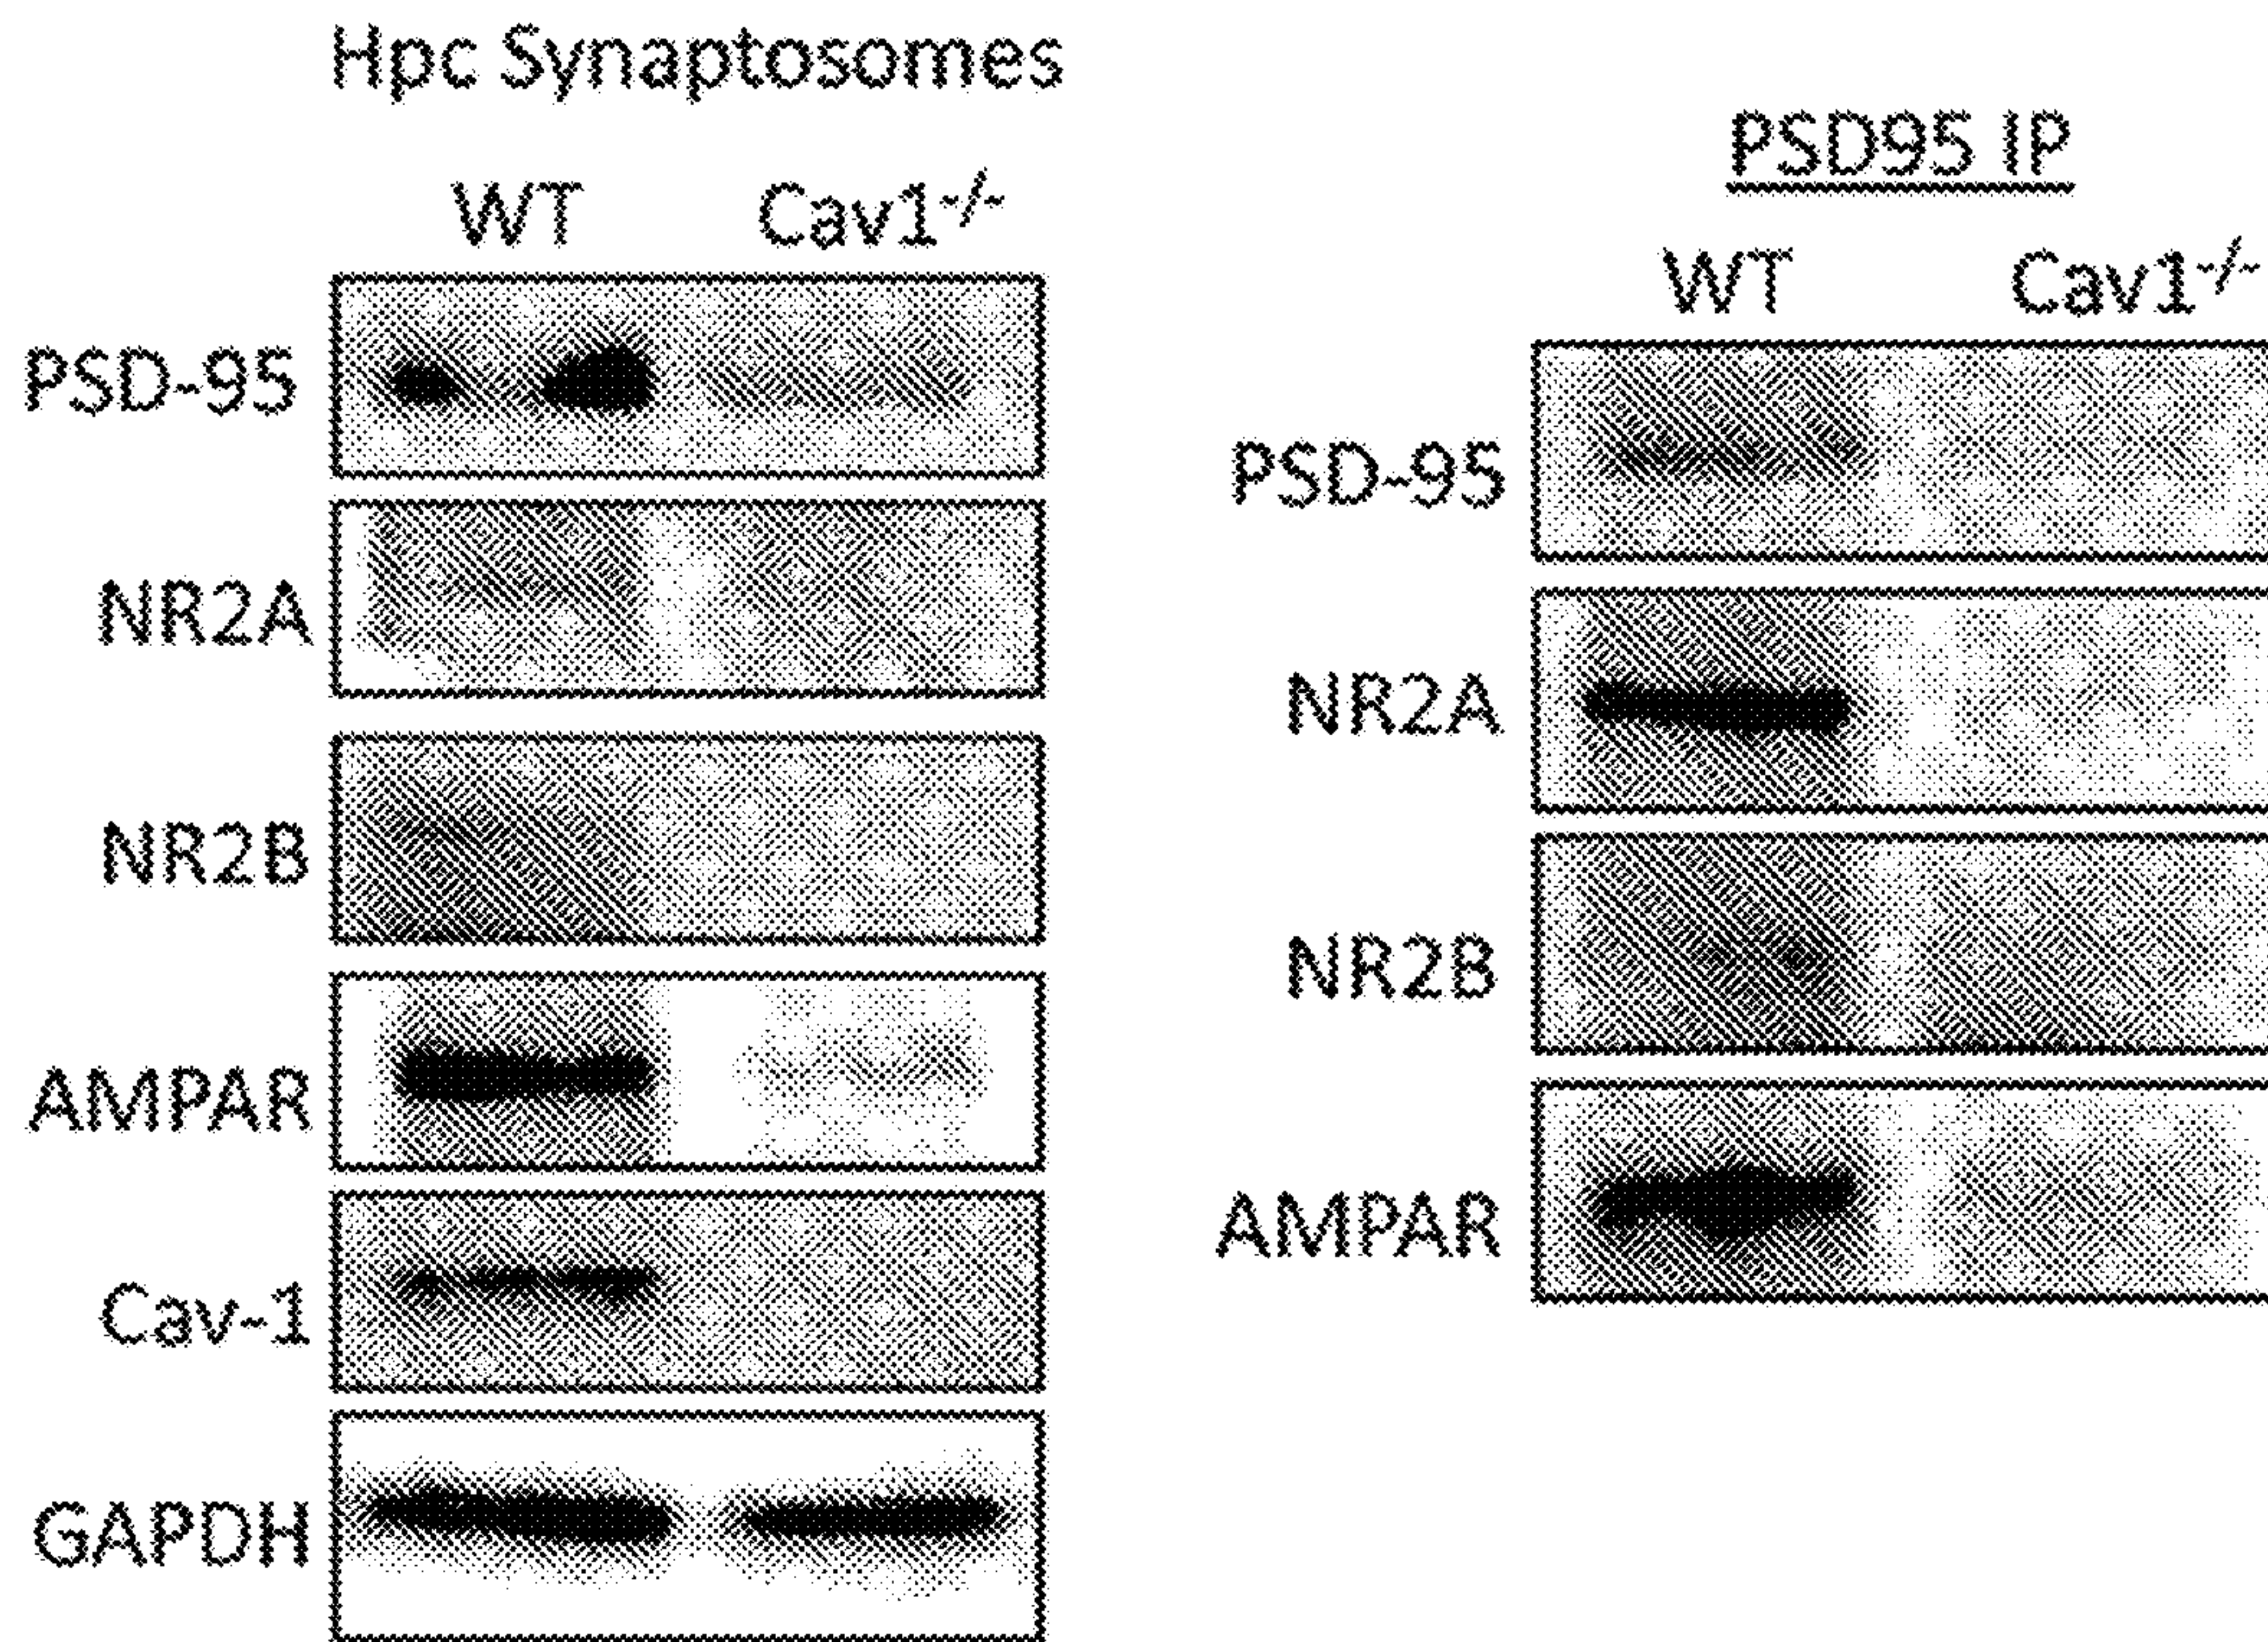 Hpc Synaptosomes
WT Cav1-/-
PSD-95
NR2A
NR2B
AMPAR
Cav-1
GAPDH
PSD95 IP
WT Cav1-/-
PSD-95
NR2A
NR2B
AMPAR